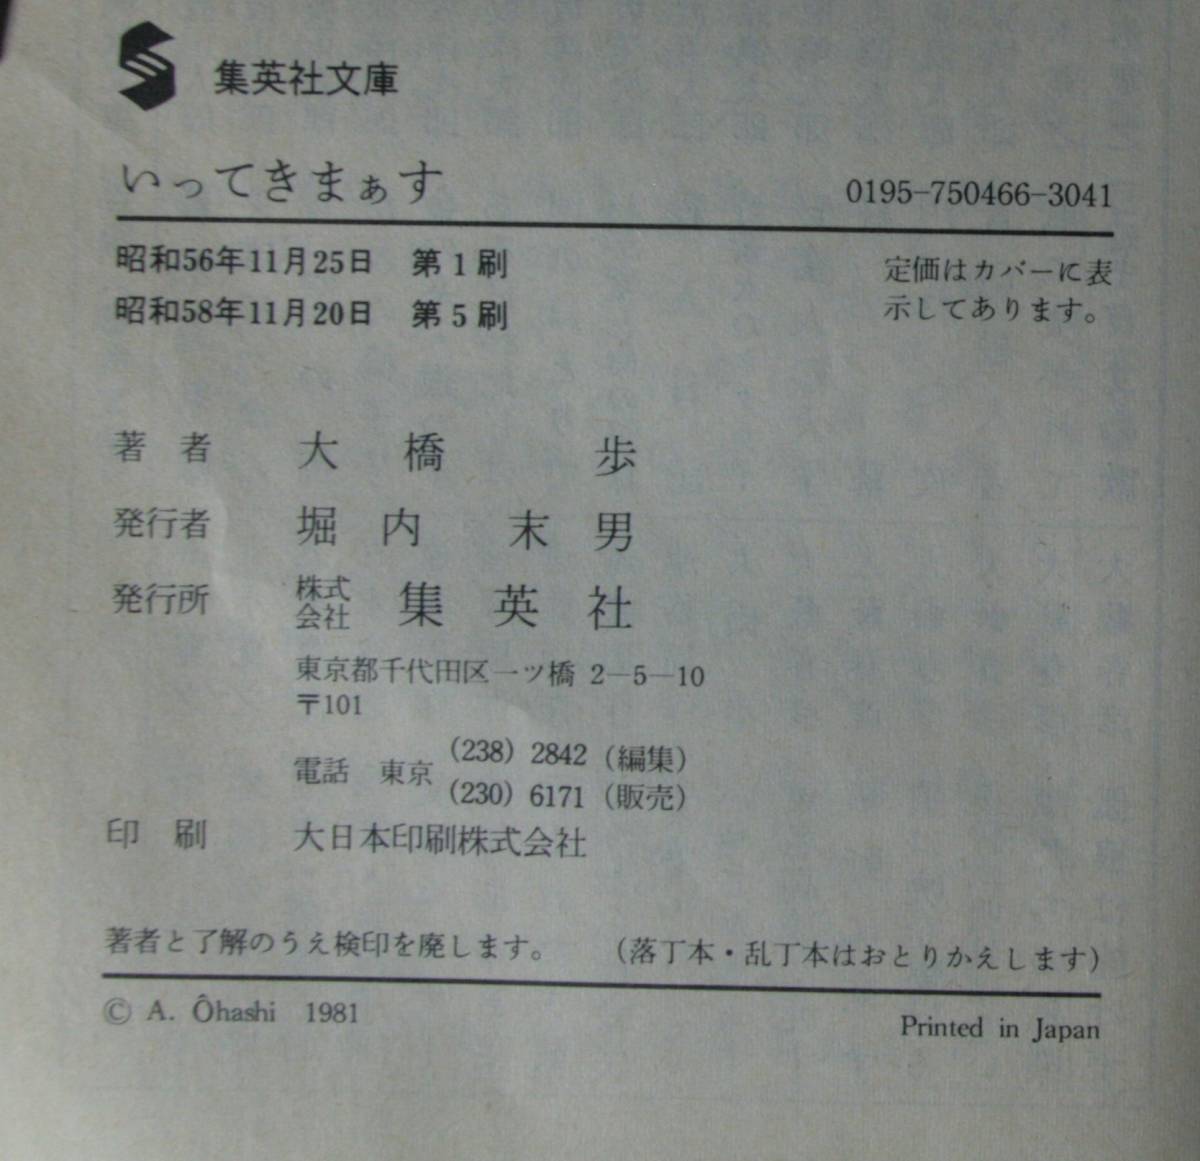 集英社文庫
いってきまぁす 0195-750466-3041
昭和56年11月25日 第1刷
昭和58年11月20日 第5刷
定価はカバーに表
示してあります。
著者 大橋 歩
発行者 堀内 末男
発行所 株式会社 集英社
東京都千代田区一ツ橋 2-5-10
〒101
電話 東京 (238) 2842 (編集)
(230) 6171 (販売)
印刷 大日本印刷株式会社
著者と了解のうえ検印を廃します。 (落丁本・乱丁本はおとりかえします)
© A. Ôhashi 1981
Printed in Japan